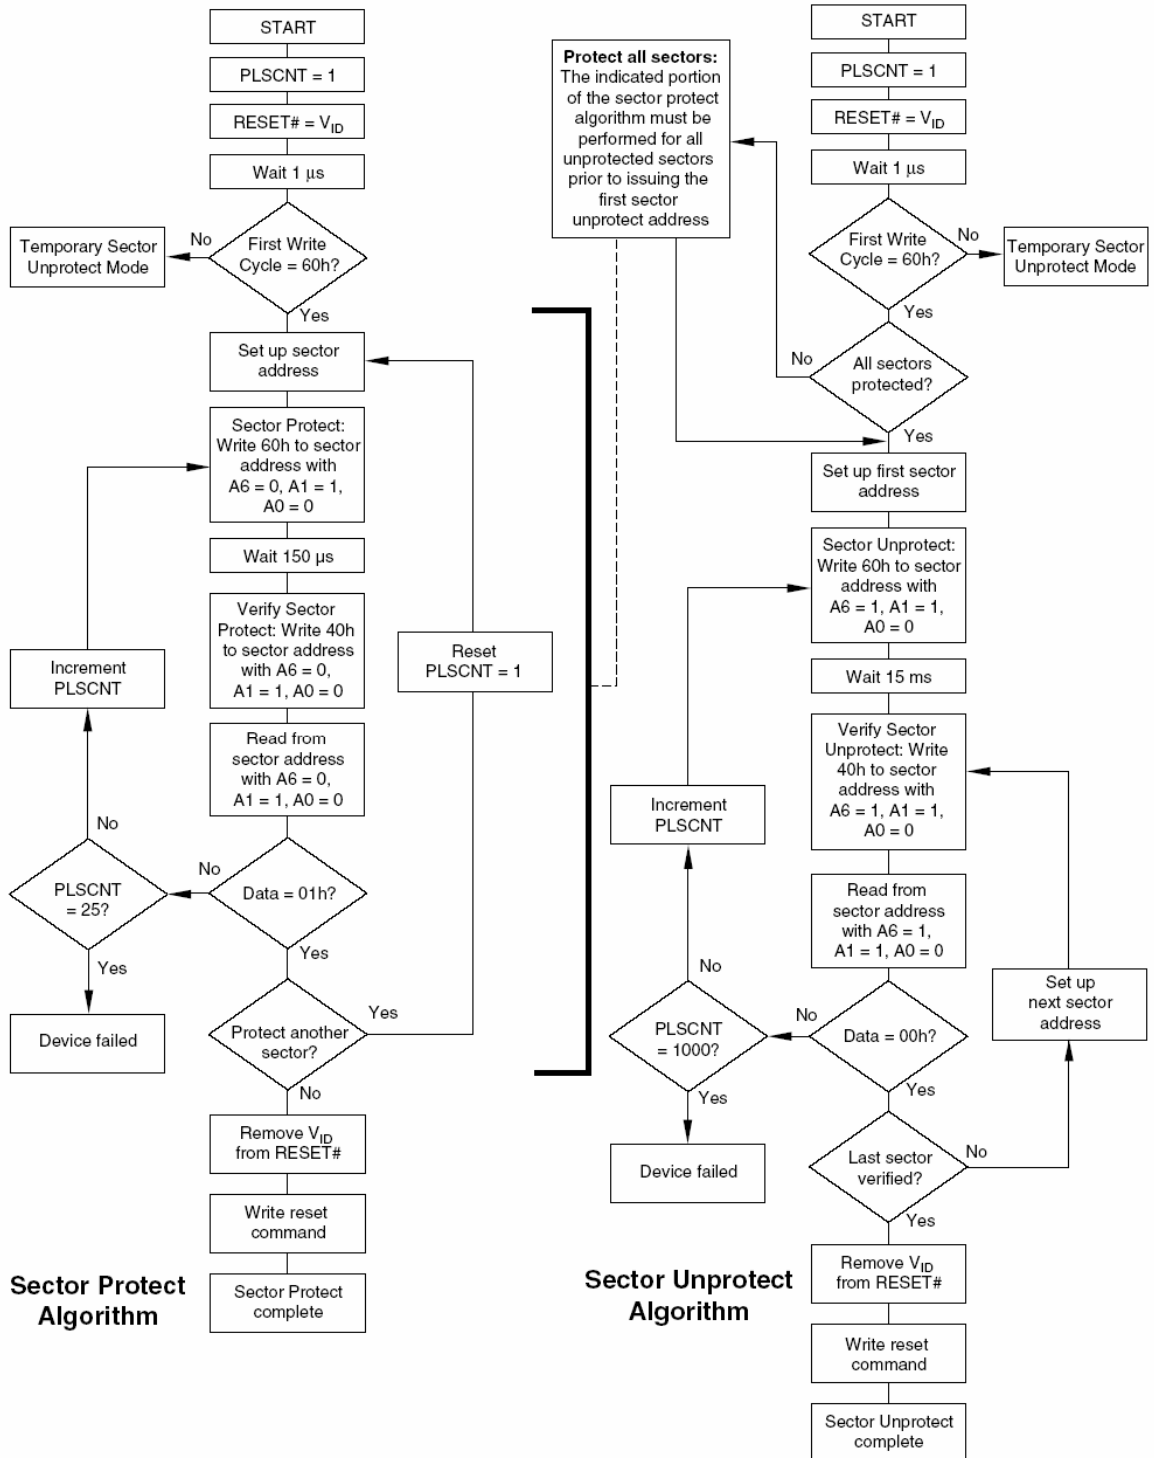 START
PLSCNT = 1
RESET# = VID
Wait 1 μs
First Write
Cycle = 60h?
No
Temporary Sector
Unprotect Mode
Yes
Set up sector
address
Sector Protect:
Write 60h to sector
address with
A6 = 0, A1 = 1,
A0 = 0
Wait 150 μs
Verify Sector
Protect: Write 40h
to sector address
with A6 = 0,
A1 = 1, A0 = 0
Read from
sector address
with A6 = 0,
A1 = 1, A0 = 0
Data = 01h?
No
PLSCNT
= 25?
No
Increment
PLSCNT
Yes
Device failed
Yes
Protect another
sector?
Yes
Reset
PLSCNT = 1
No
Remove VID
from RESET#
Write reset
command
Sector Protect
complete
Sector Protect
Algorithm
Protect all sectors:
The indicated portion
of the sector protect
algorithm must be
performed for all
unprotected sectors
prior to issuing the
first sector
unprotect address
START
PLSCNT = 1
RESET# = VID
Wait 1 μs
First Write
Cycle = 60h?
No
Temporary Sector
Unprotect Mode
Yes
All sectors
protected?
No
Yes
Set up first sector
address
Sector Unprotect:
Write 60h to sector
address with
A6 = 1, A1 = 1,
A0 = 0
Wait 15 ms
Verify Sector
Unprotect: Write
40h to sector
address with
A6 = 1, A1 = 1,
A0 = 0
Read from
sector address
with A6 = 1,
A1 = 1, A0 = 0
Data = 00h?
No
PLSCNT
= 1000?
No
Increment
PLSCNT
Yes
Device failed
Yes
Last sector
verified?
No
Set up
next sector
address
Yes
Remove VID
from RESET#
Write reset
command
Sector Unprotect
complete
Sector Unprotect
Algorithm